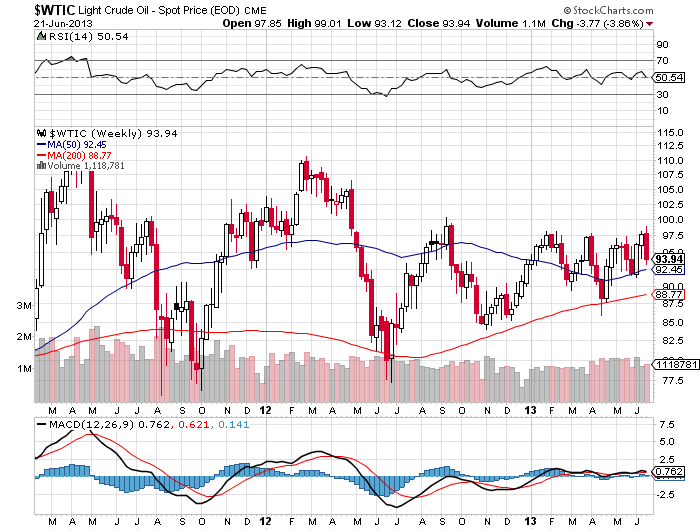 $WTIC Light Crude Oil - Spot Price (EOD) CME
© StockCharts.com
21-Jun-2013
Open 97.85 High 99.01 Low 93.12 Close 93.94 Volume 1.1M Chg -3.77 (-3.86%)
RSI(14) 50.54
90
70
50.54
30
10
$WTIC (Weekly) 93.94
MA(50) 92.45
MA(200) 88.77
Volume 1,118,781
115.0
112.5
110.0
107.5
105.0
102.5
100.0
97.5
95.0
93.94
92.45
90.0
88.77
87.5
85.0
82.5
80.0
77.5
1118781
3M
2M
1M
M A M J J A S O N D 12 F M A M J J A S O N D 13 F M A M J
MACD(12,26,9) 0.762, 0.621, 0.141
7.5
5.0
2.5
0.762
-2.5
M A M J J A S O N D 12 F M A M J J A S O N D 13 F M A M J